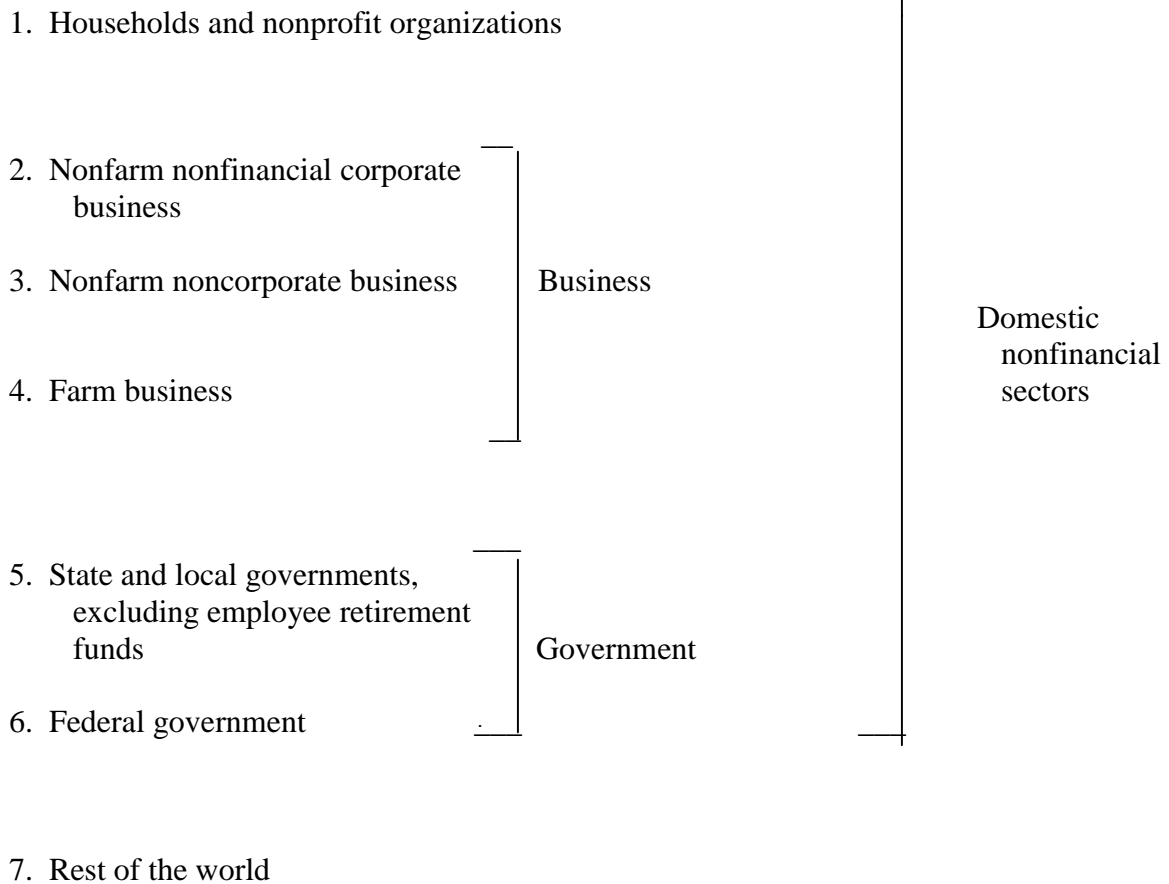 1. Households and nonprofit organizations
2. Nonfarm nonfinancial corporate
business
3. Nonfarm noncorporate business
Business
Domestic
nonfinancial
sectors
4. Farm business
5. State and local governments,
excluding employee retirement
funds
Government
6. Federal government
7. Rest of the world